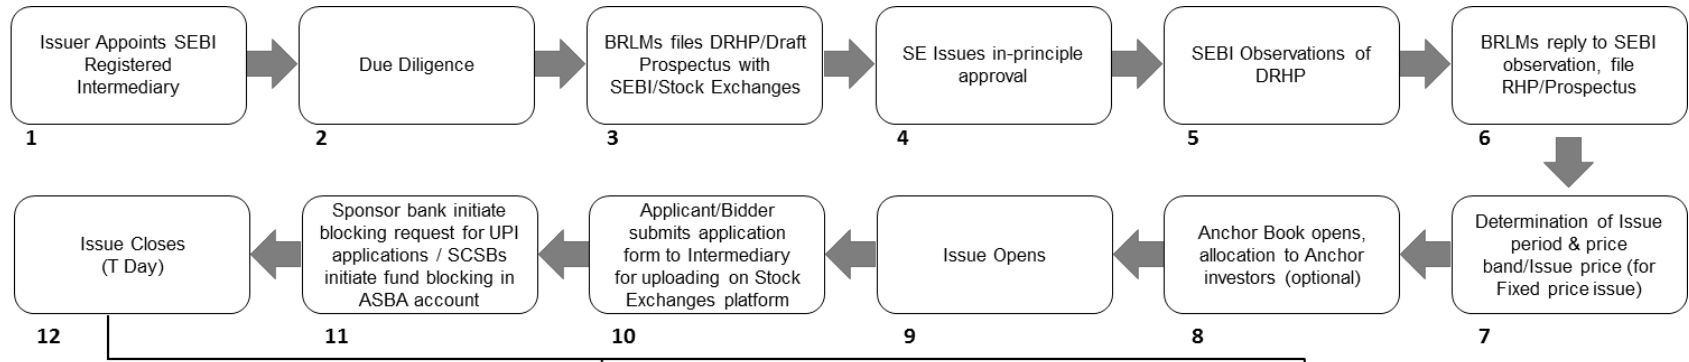 Issuer Appoints SEBI
Registered
Intermediary
1
Due Diligence
2
BRLMs files DRHP/Draft
Prospectus with
SEBI/Stock Exchanges
3
SE Issues in-principle
approval
4
SEBI Observations of
DRHP
5
BRLMs reply to SEBI
observation, file
RHP/Prospectus
6
Determination of Issue
period & price
band/Issue price (for
Fixed price issue)
7
Anchor Book opens,
allocation to Anchor
investors (optional)
8
Issue Opens
9
Applicant/Bidder
submits application
form to Intermediary
for uploading on Stock
Exchanges platform
10
Sponsor bank initiate
blocking request for UPI
applications / SCSBs
initiate fund blocking in
ASBA account
11
Issue Closes
(T Day)
12